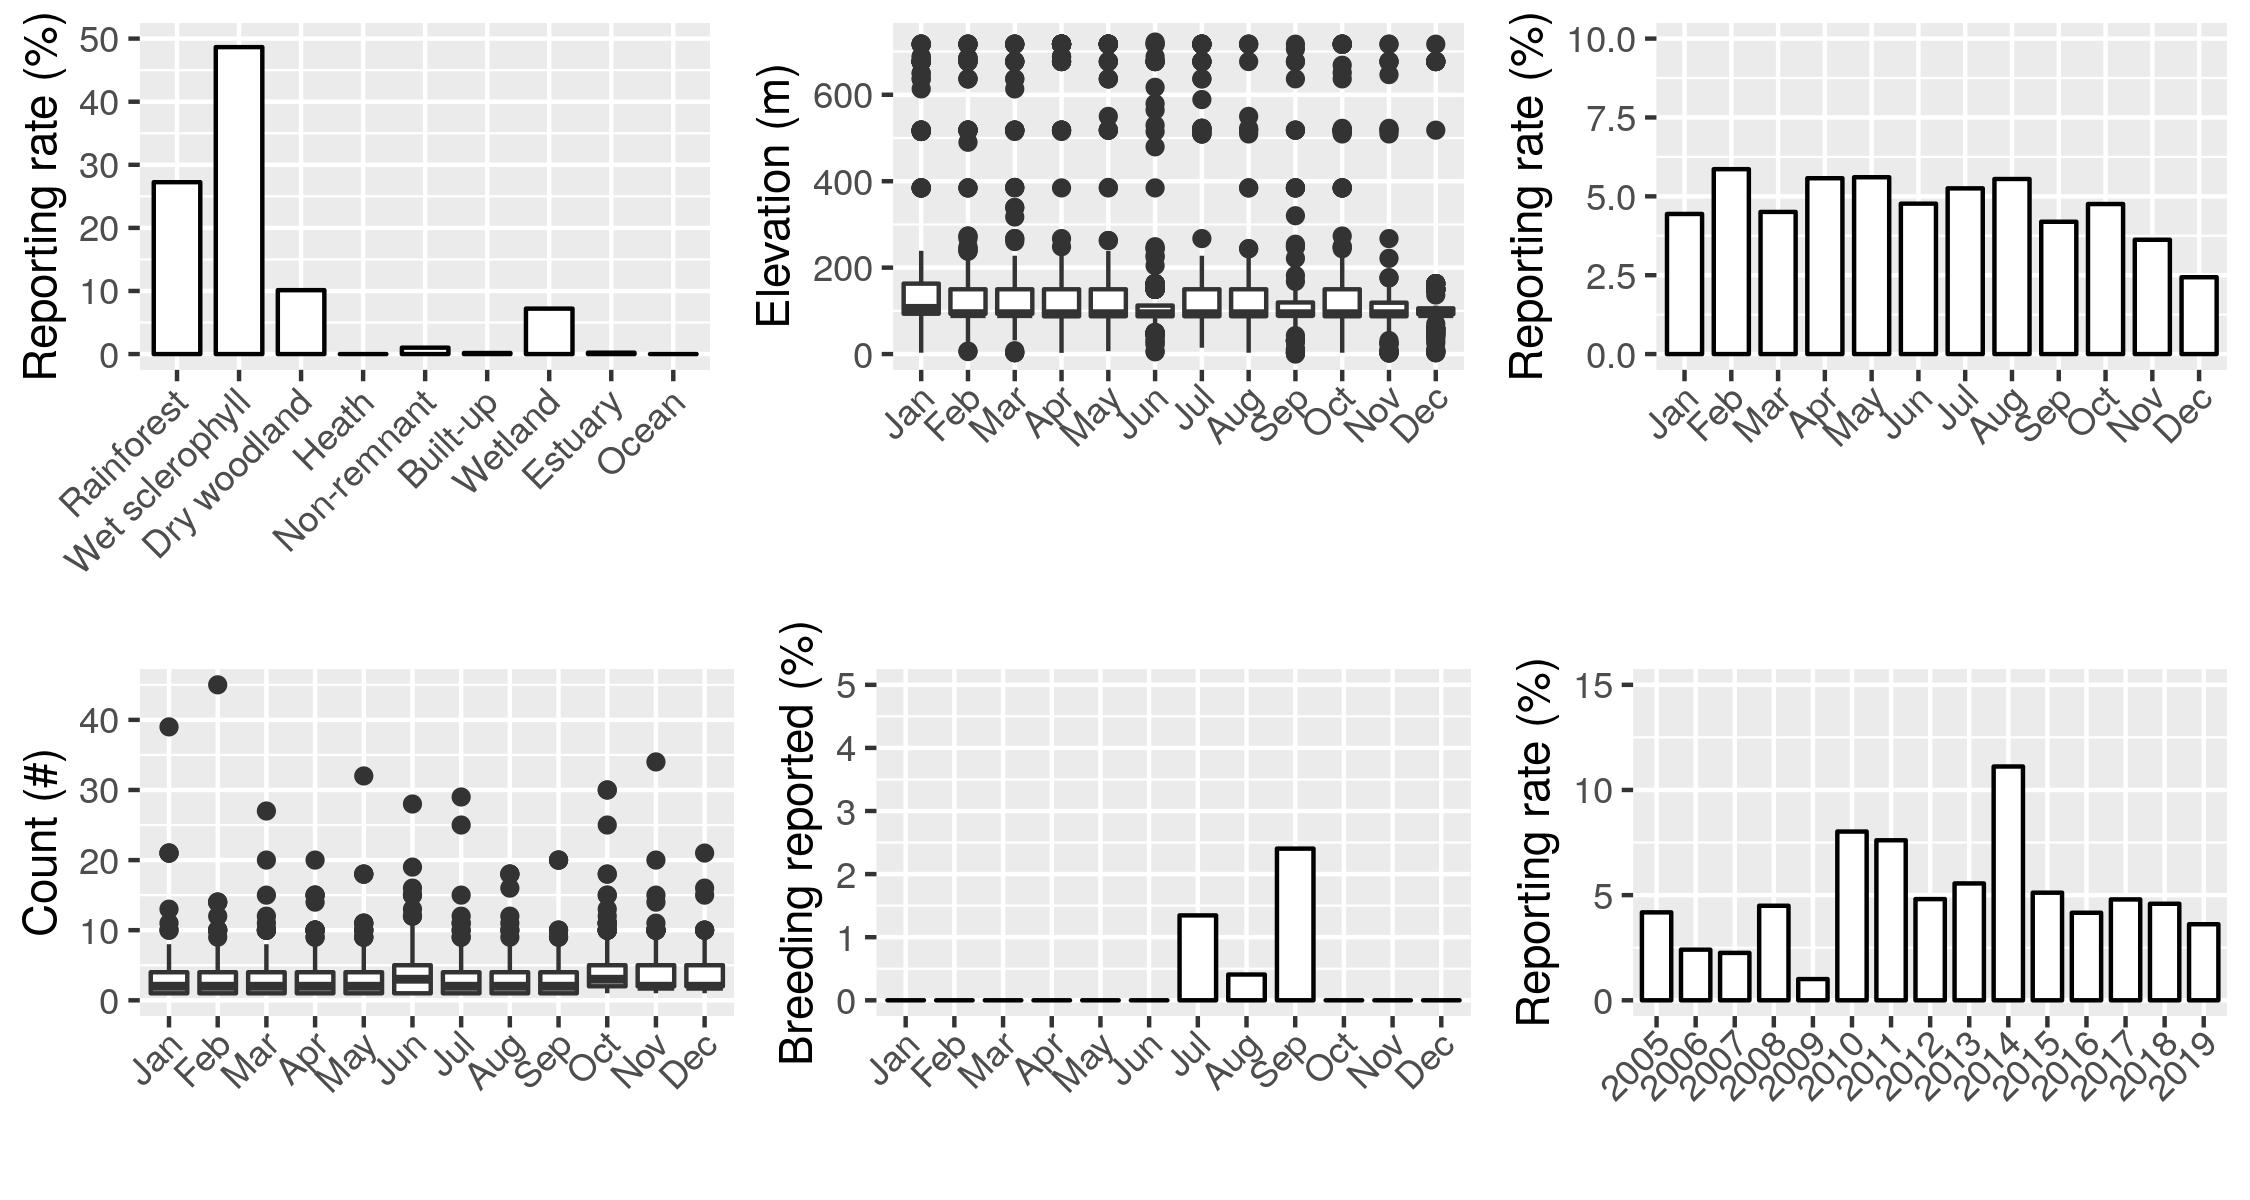 Reporting rate (%)
50
40
30
20
10
0
Rainforest
Wet sclerophyll
Dry woodland
Heath
Non-remnant
Built-up
Wetland
Estuary
Ocean
Elevation (m)
600
400
200
0
Jan
Feb
Mar
Apr
May
Jun
Jul
Aug
Sep
Oct
Nov
Dec
Reporting rate (%)
10.0
7.5
5.0
2.5
0.0
Jan
Feb
Mar
Apr
May
Jun
Jul
Aug
Sep
Oct
Nov
Dec
Count (#)
40
30
20
10
0
Jan
Feb
Mar
Apr
May
Jun
Jul
Aug
Sep
Oct
Nov
Dec
Breeding reported (%)
5
4
3
2
1
0
Jan
Feb
Mar
Apr
May
Jun
Jul
Aug
Sep
Oct
Nov
Dec
Reporting rate (%)
15
10
5
0
2005
2006
2007
2008
2009
2010
2011
2012
2013
2014
2015
2016
2017
2018
2019